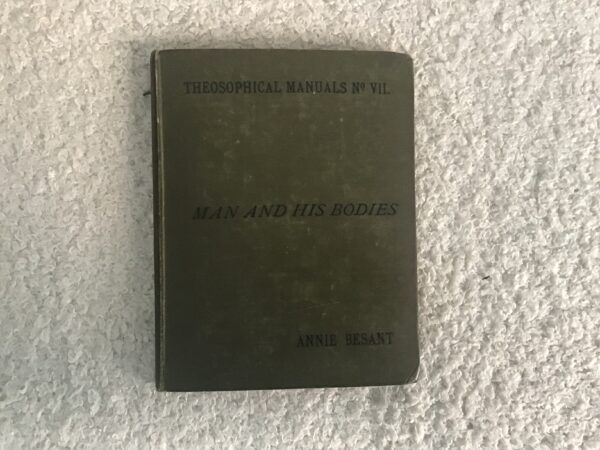 THEOSOPHICAL MANUALS Nº VII.
MAN AND HIS BODIES
ANNIE BESANT